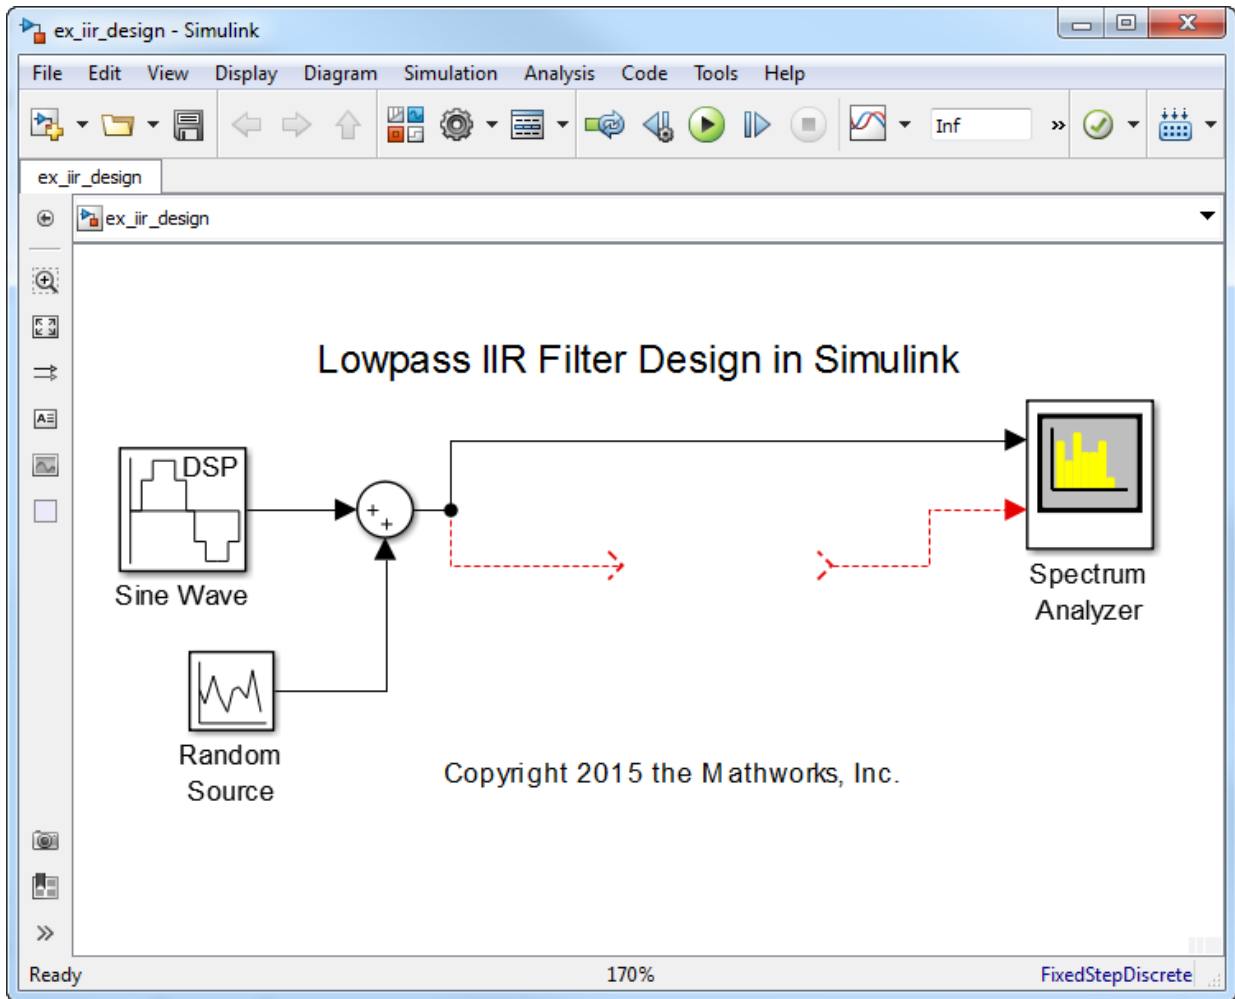 ex_iir_design - Simulink
File Edit View Display Diagram Simulation Analysis Code Tools Help
Inf
ex_iir_design
ex_iir_design
Lowpass IIR Filter Design in Simulink
DSP
+
+
Sine Wave
Spectrum
Analyzer
Random
Source
Copyright 2015 the Mathworks, Inc.
Ready 170% FixedStepDiscrete